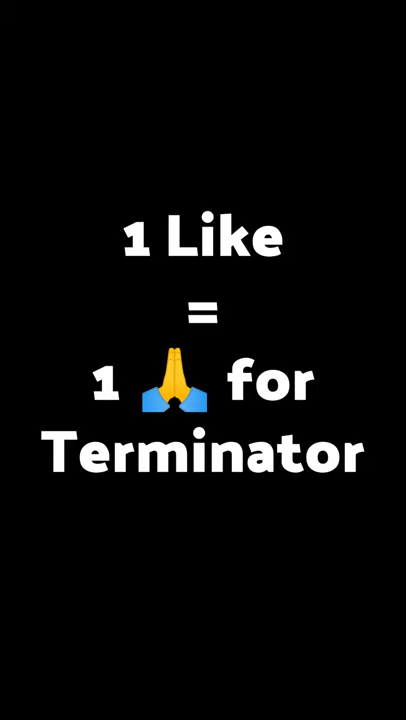 1 Like
=
1 🙏 for
Terminator